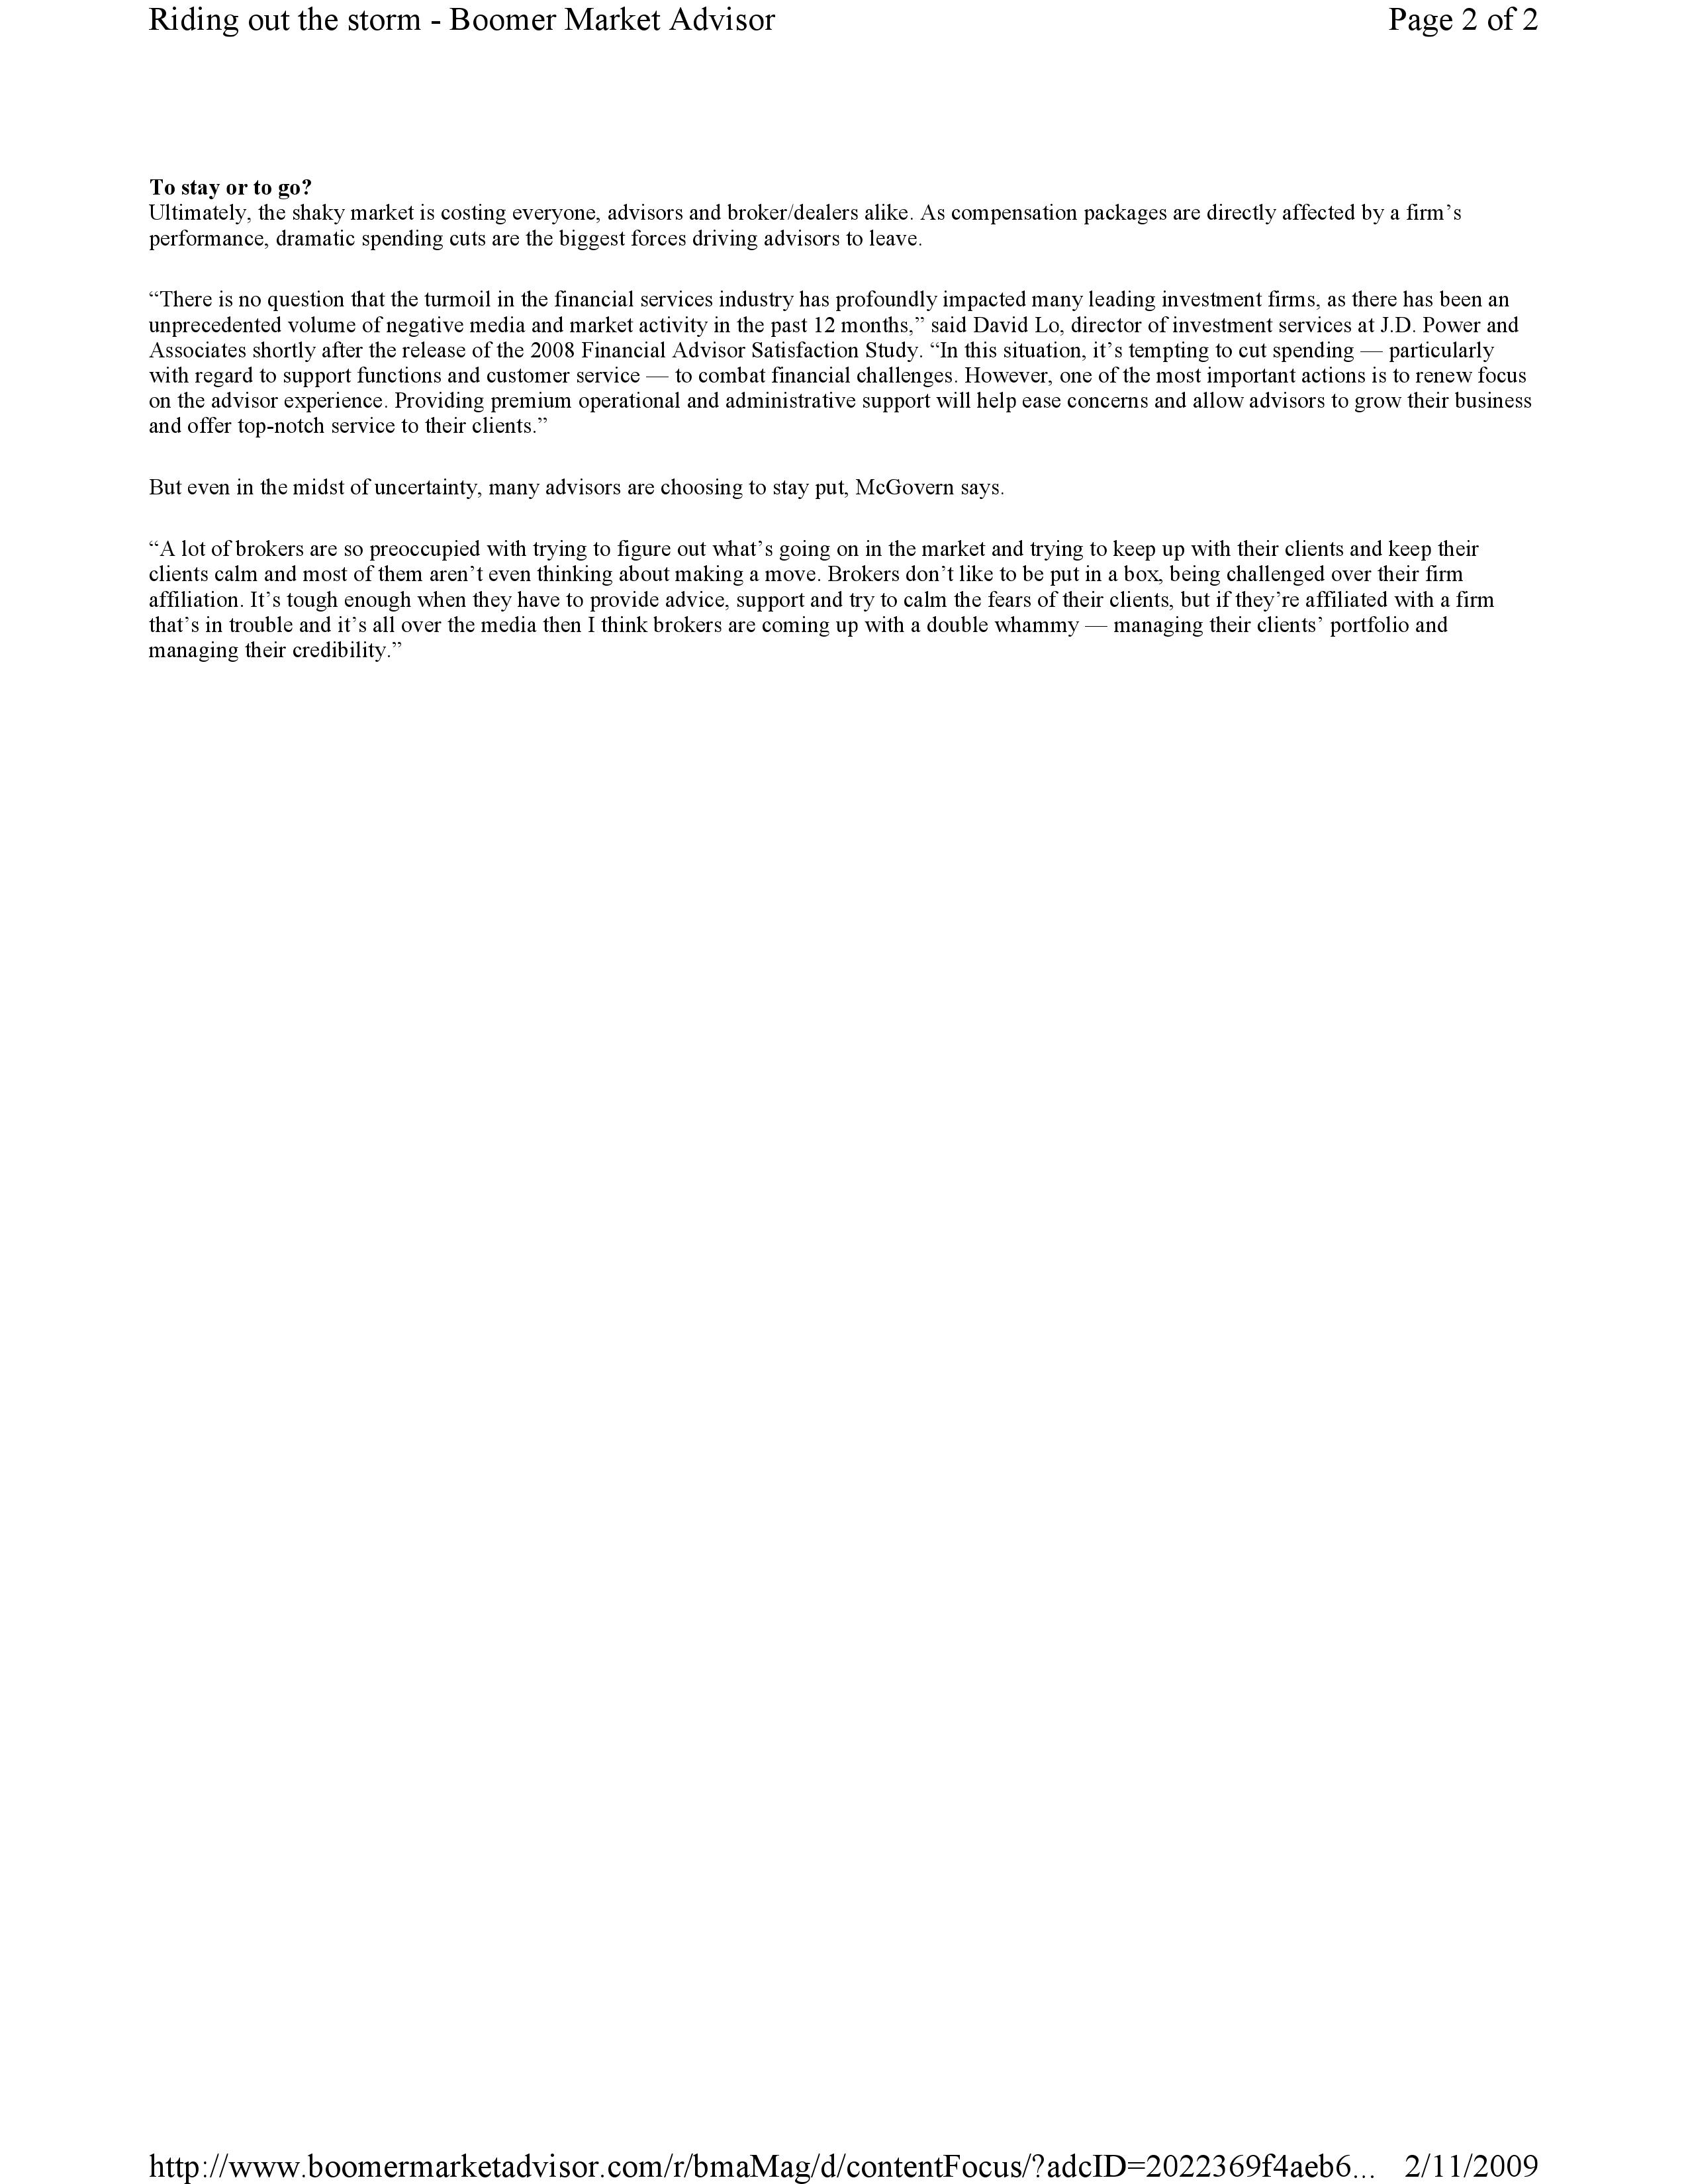 Riding out the storm - Boomer Market Advisor Page 2 of 2
To stay or to go?
Ultimately, the shaky market is costing everyone, advisors and broker/dealers alike. As compensation packages are directly affected by a firm’s
performance, dramatic spending cuts are the biggest forces driving advisors to leave.
“There is no question that the turmoil in the financial services industry has profoundly impacted many leading investment firms, as there has been an
unprecedented volume of negative media and market activity in the past 12 months,” said David Lo, director of investment services at J.D. Power and
Associates shortly after the release of the 2008 Financial Advisor Satisfaction Study. “In this situation, it’s tempting to cut spending — particularly
with regard to support functions and customer service — to combat financial challenges. However, one of the most important actions is to renew focus
on the advisor experience. Providing premium operational and administrative support will help ease concerns and allow advisors to grow their business
and offer top-notch service to their clients.”
But even in the midst of uncertainty, many advisors are choosing to stay put, McGovern says.
“A lot of brokers are so preoccupied with trying to figure out what’s going on in the market and trying to keep up with their clients and keep their
clients calm and most of them aren’t even thinking about making a move. Brokers don’t like to be put in a box, being challenged over their firm
affiliation. It’s tough enough when they have to provide advice, support and try to calm the fears of their clients, but if they’re affiliated with a firm
that’s in trouble and it’s all over the media then I think brokers are coming up with a double whammy — managing their clients’ portfolio and
managing their credibility.”
http://www.boomermarketadvisor.com/r/bmaMag/d/contentFocus/?adcID=2022369f4aeb6... 2/11/2009